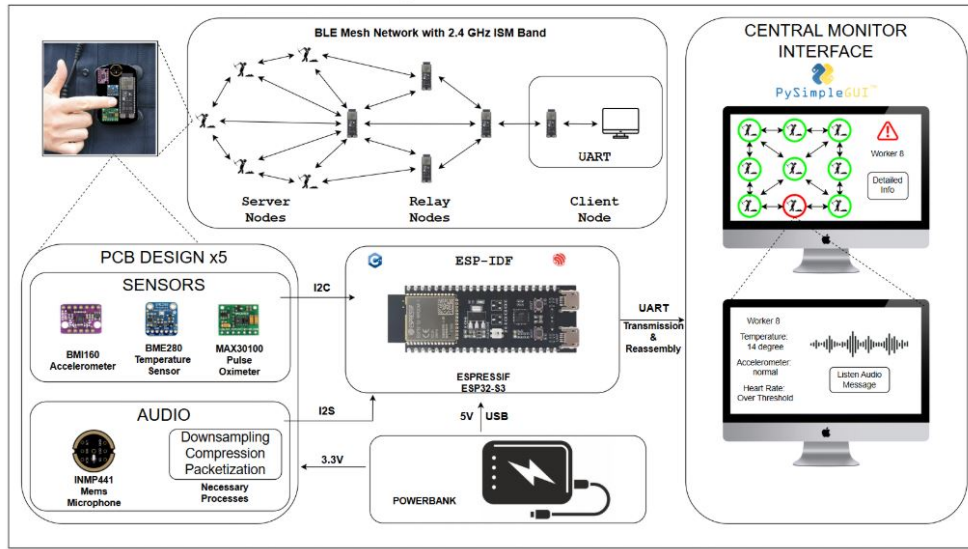 BLE Mesh Network with 2.4 GHz ISM Band
UART
Server
Nodes
Relay
Nodes
Client
Node
CENTRAL MONITOR
INTERFACE
PySimpleGUI
Worker 8
Detailed
Info
PCB DESIGN x5
SENSORS
BMI160
Accelerometer
BME280
Temperature
Sensor
MAX30100
Pulse
Oximeter
I2C
ESP-IDF
ESPRESSIF
ESP32-S3
UART
Transmission
&
Reassembly
AUDIO
INMP441
Mems
Microphone
Downsampling
Compression
Packetization
Necessary
Processes
I2S
3.3V
5V
USB
POWERBANK
Worker 8
Temperature:
14 degree
Accelerometer:
normal
Heart Rate:
Over Threshold
Listen Audio
Message